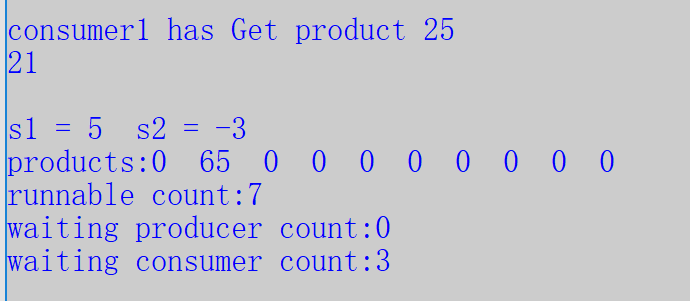 consumer1 has Get product 25
21
s1 = 5  s2 = -3
products:0  65  0  0  0  0  0  0  0  0
runnable count:7
waiting producer count:0
waiting consumer count:3